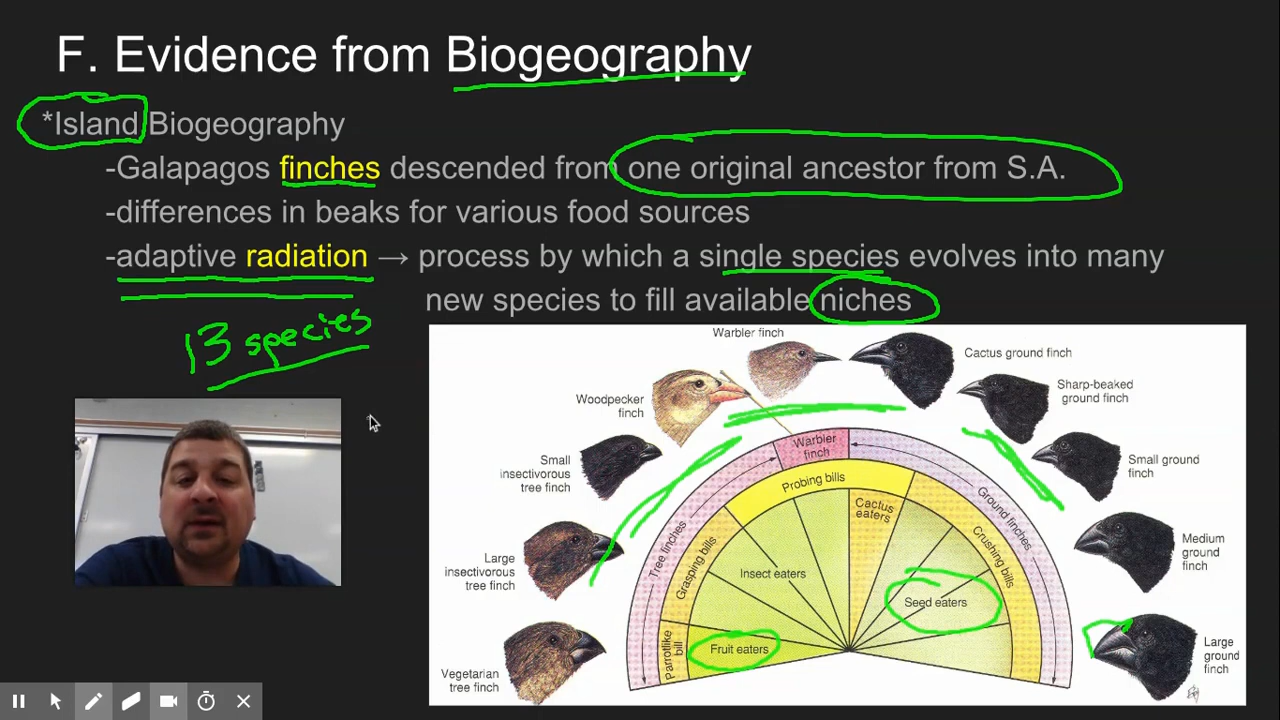 F. Evidence from Biogeography
*Island Biogeography
-Galapagos finches descended from one original ancestor from S.A.
-differences in beaks for various food sources
-adaptive radiation → process by which a single species evolves into many
new species to fill available niches
13 species
Warbler finch
Cactus ground finch
Sharp-beaked
ground finch
Woodpecker
finch
Small
insectivorous
tree finch
Small ground
finch
Large
insectivorous
tree finch
Medium
ground
finch
Vegetarian
tree finch
Large
ground
finch
Warbler
finch
Tree finches
Ground finches
Probing bills
Grasping bills
Crushing bills
Parrotlike
bill
Cactus
eaters
Insect eaters
Seed eaters
Fruit eaters